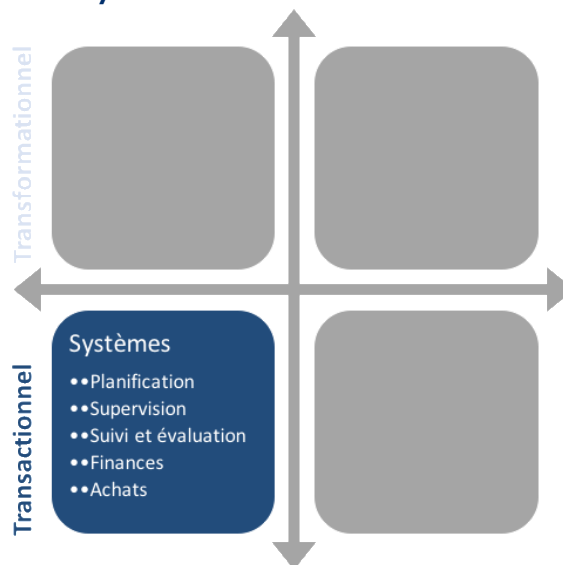 Transformationnel
Transactionnel
Systèmes
••Planification
••Supervision
••Suivi et évaluation
••Finances
••Achats